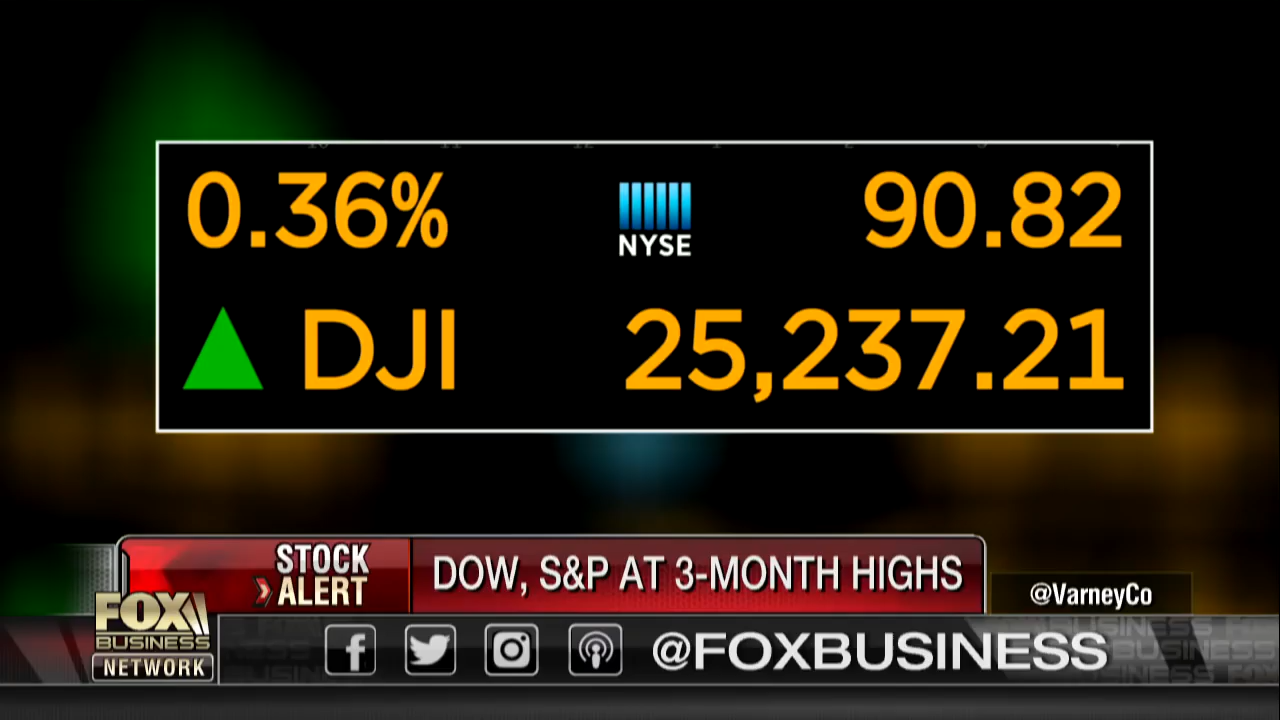 0.36%
NYSE
90.82
DJI
25,237.21
STOCK
ALERT
DOW, S&P AT 3-MONTH HIGHS
@VarneyCo
FOX
BUSINESS
NETWORK
@FOXBUSINESS